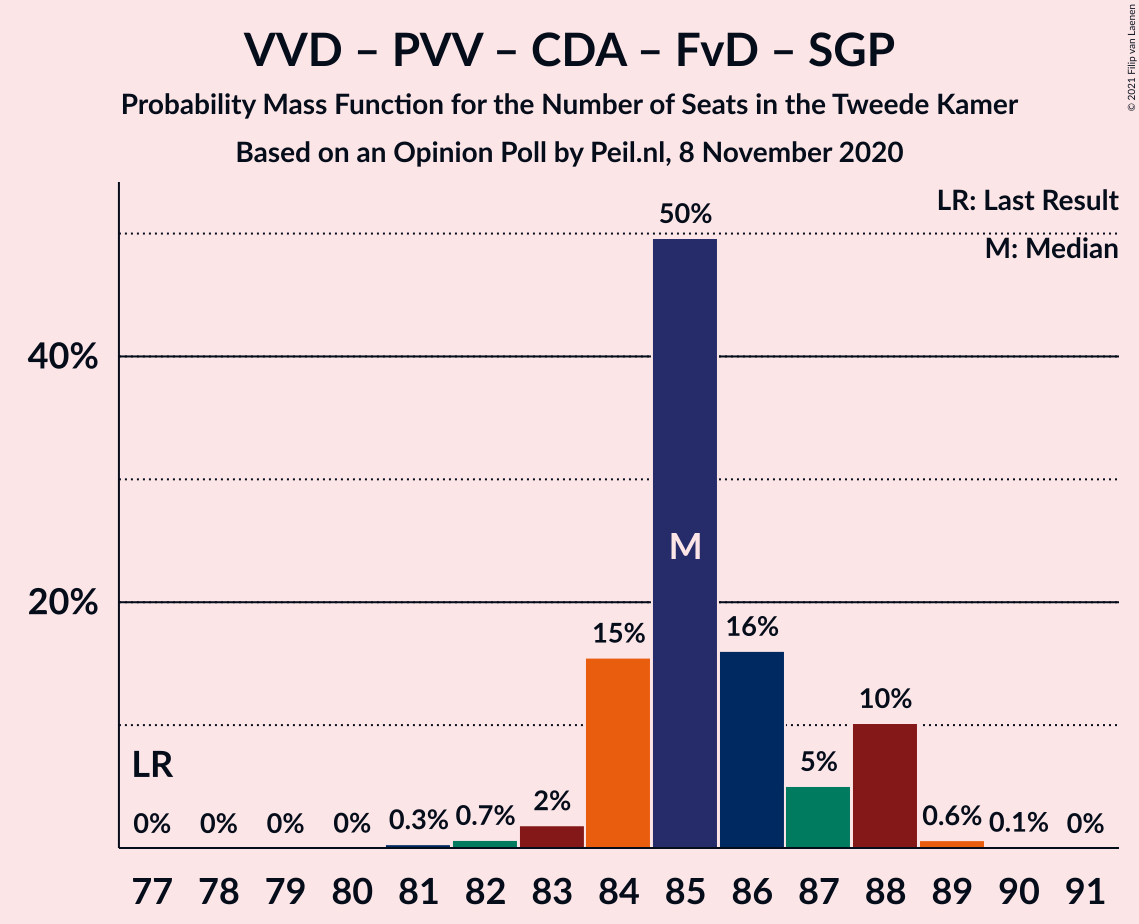 VVD – PVV – CDA – FvD – SGP
Probability Mass Function for the Number of Seats in the Tweede Kamer
Based on an Opinion Poll by Peil.nl, 8 November 2020
© 2021 Filip van Laenen
LR: Last Result
M: Median
40%
20%
LR
M
0% 0% 0% 0% 0.3% 0.7% 2% 15% 50% 16% 5% 10% 0.6% 0.1% 0%
77 78 79 80 81 82 83 84 85 86 87 88 89 90 91